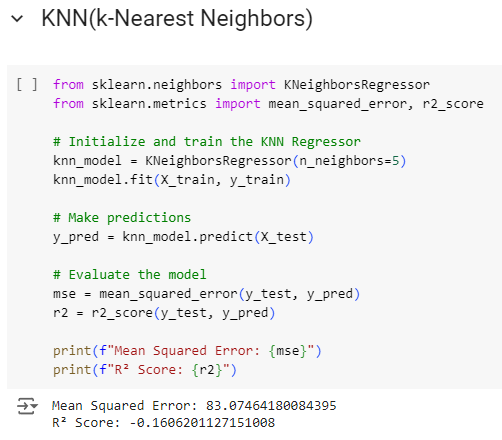 KNN(k-Nearest Neighbors)
[ ] from sklearn.neighbors import KNeighborsRegressor
from sklearn.metrics import mean_squared_error, r2_score
# Initialize and train the KNN Regressor
knn_model = KNeighborsRegressor(n_neighbors=5)
knn_model.fit(X_train, y_train)
# Make predictions
y_pred = knn_model.predict(X_test)
# Evaluate the model
mse = mean_squared_error(y_test, y_pred)
r2 = r2_score(y_test, y_pred)
print(f"Mean Squared Error: {mse}")
print(f"R² Score: {r2}")
Mean Squared Error: 83.07464180084395
R² Score: -0.1606201127151008